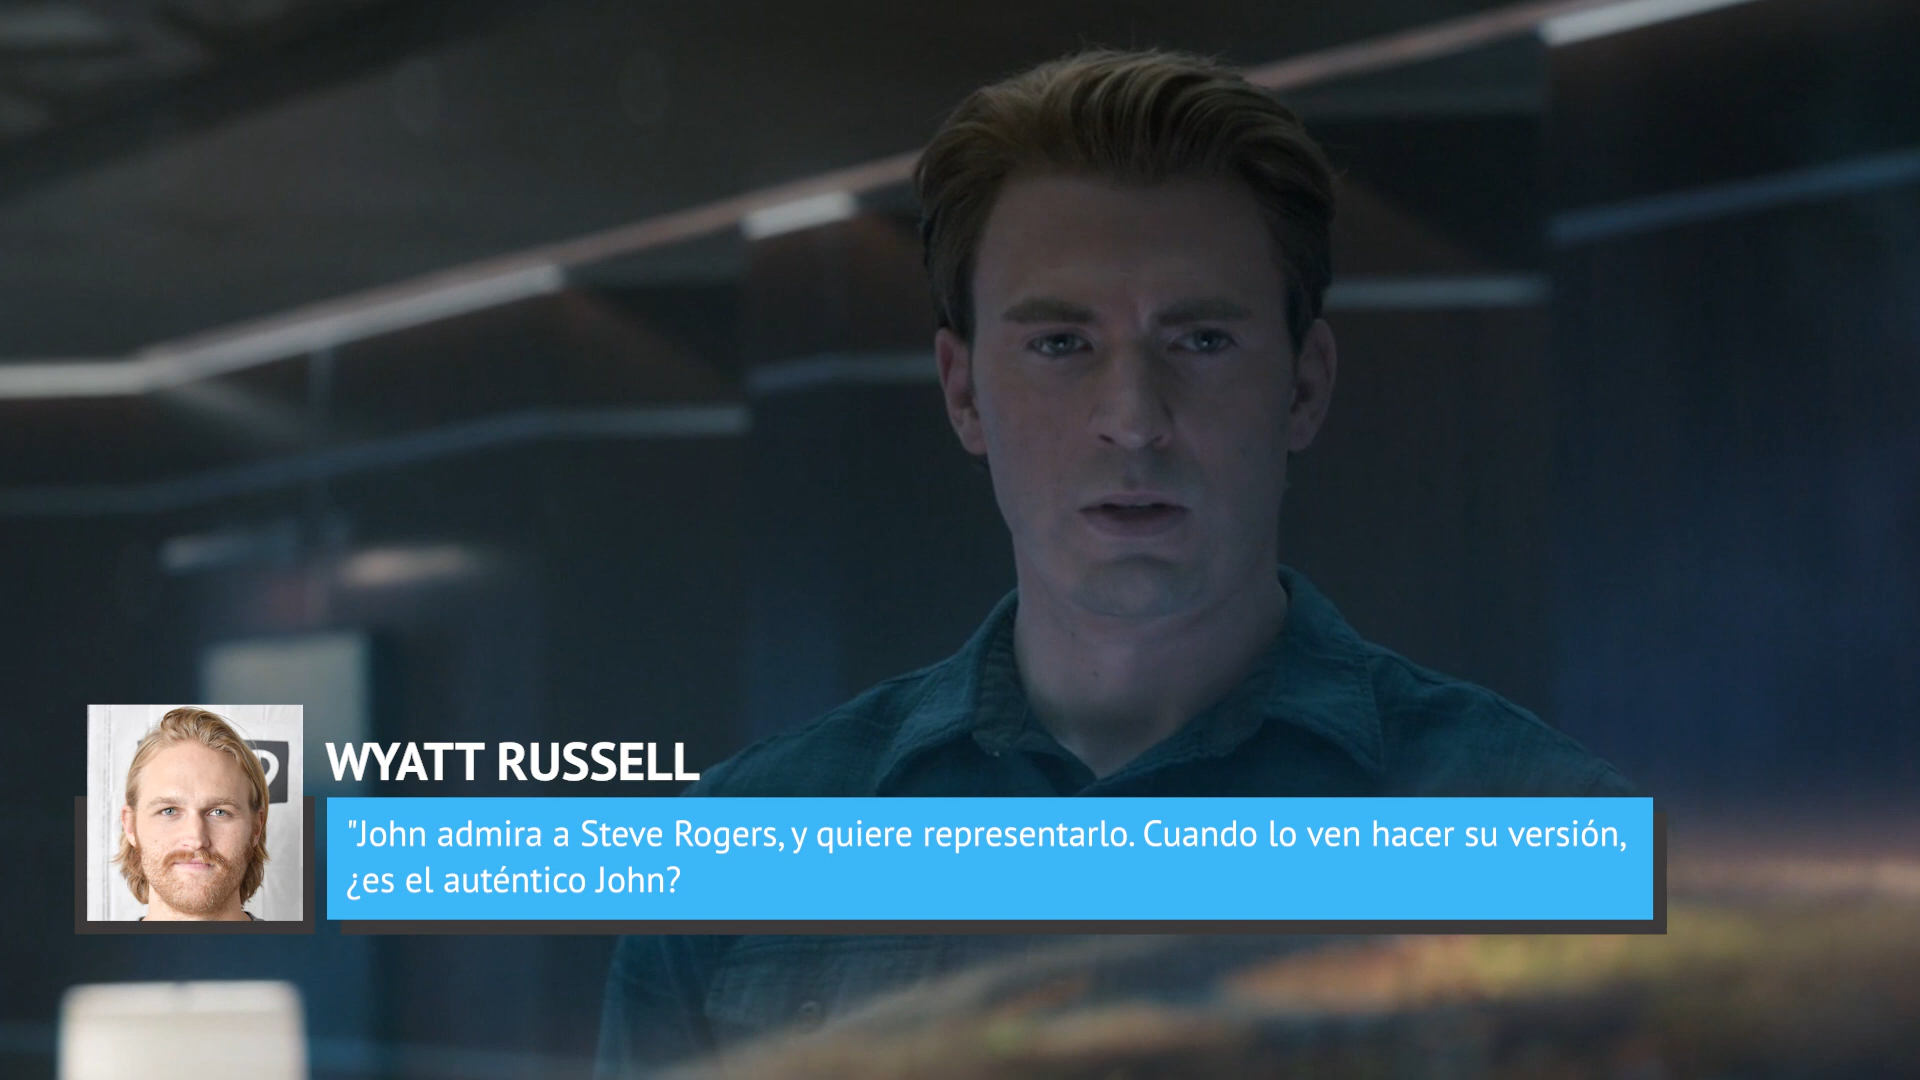 WYATT RUSSELL
"John admira a Steve Rogers, y quiere representarlo. Cuando lo ven hacer su versión,
¿es el auténtico John?